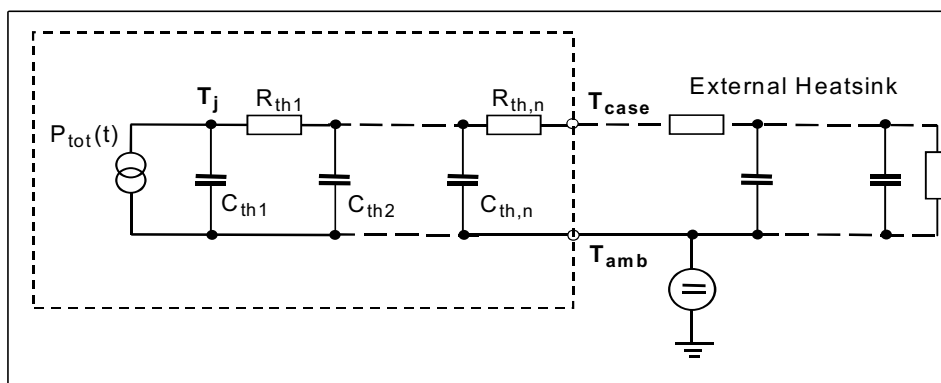 External Heatsink
T_j
R_th1
R_th,n
T_case
P_tot(t)
C_th1
C_th2
C_th,n
T_amb